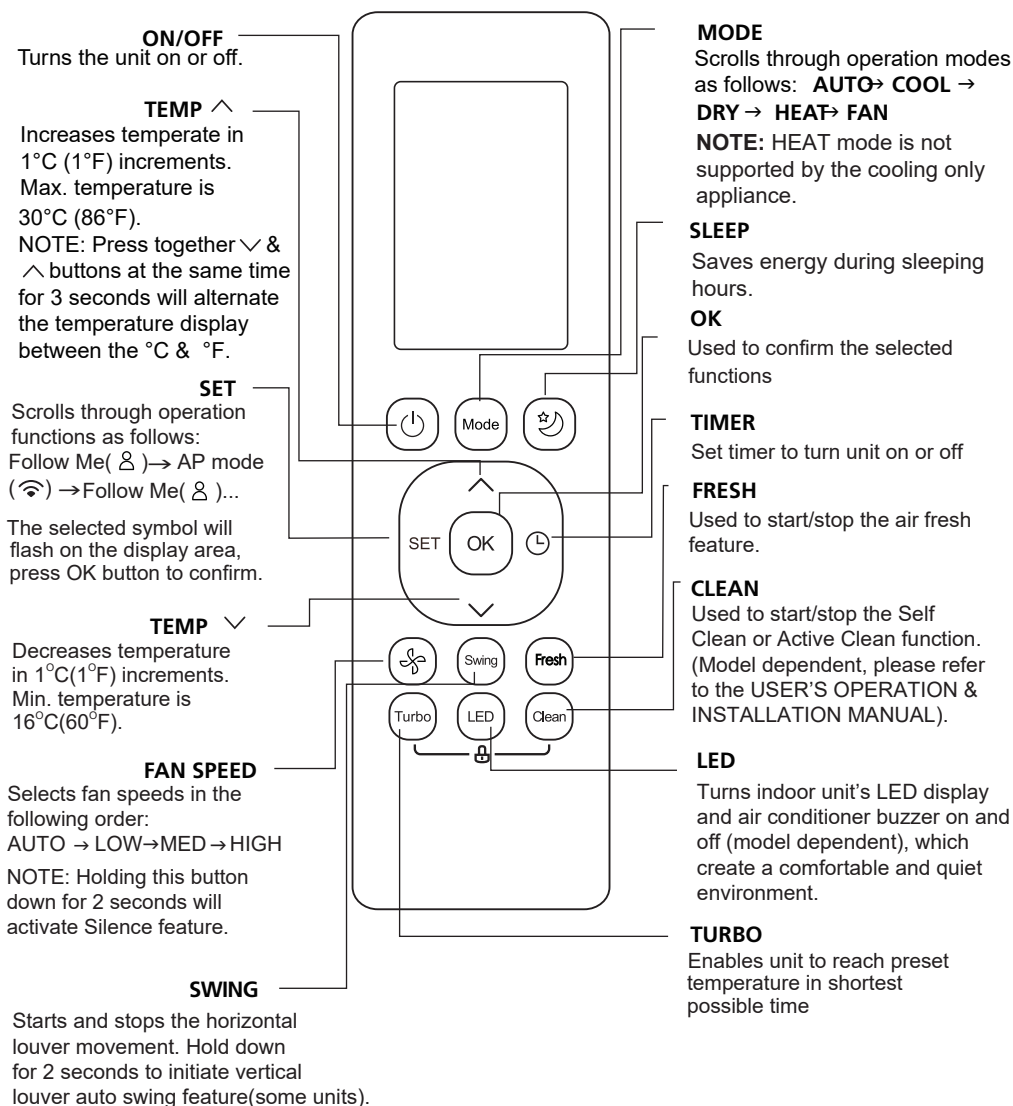 ON/OFF
Turns the unit on or off.
TEMP ^
Increases temperate in
1°C (1°F) increments.
Max. temperature is
30°C (86°F).
NOTE: Press together ∨ &
∧ buttons at the same time
for 3 seconds will alternate
the temperature display
between the °C & °F.
SET
Scrolls through operation
functions as follows:
Follow Me( )→ AP mode
( ) →Follow Me( )...
The selected symbol will
flash on the display area,
press OK button to confirm.
TEMP ∨
Decreases temperature
in 1°C(1°F) increments.
Min. temperature is
16°C(60°F).
FAN SPEED
Selects fan speeds in the
following order:
AUTO → LOW→MED→HIGH
NOTE: Holding this button
down for 2 seconds will
activate Silence feature.
SWING
Starts and stops the horizontal
louver movement. Hold down
for 2 seconds to initiate vertical
louver auto swing feature(some units).
Mode
SET
OK
Swing
Fresh
Turbo
LED
Clean
MODE
Scrolls through operation modes
as follows: AUTO→ COOL →
DRY → HEAT→ FAN
NOTE: HEAT mode is not
supported by the cooling only
appliance.
SLEEP
Saves energy during sleeping
hours.
OK
Used to confirm the selected
functions
TIMER
Set timer to turn unit on or off
FRESH
Used to start/stop the air fresh
feature.
CLEAN
Used to start/stop the Self
Clean or Active Clean function.
(Model dependent, please refer
to the USER'S OPERATION &
INSTALLATION MANUAL).
LED
Turns indoor unit's LED display
and air conditioner buzzer on and
off (model dependent), which
create a comfortable and quiet
environment.
TURBO
Enables unit to reach preset
temperature in shortest
possible time